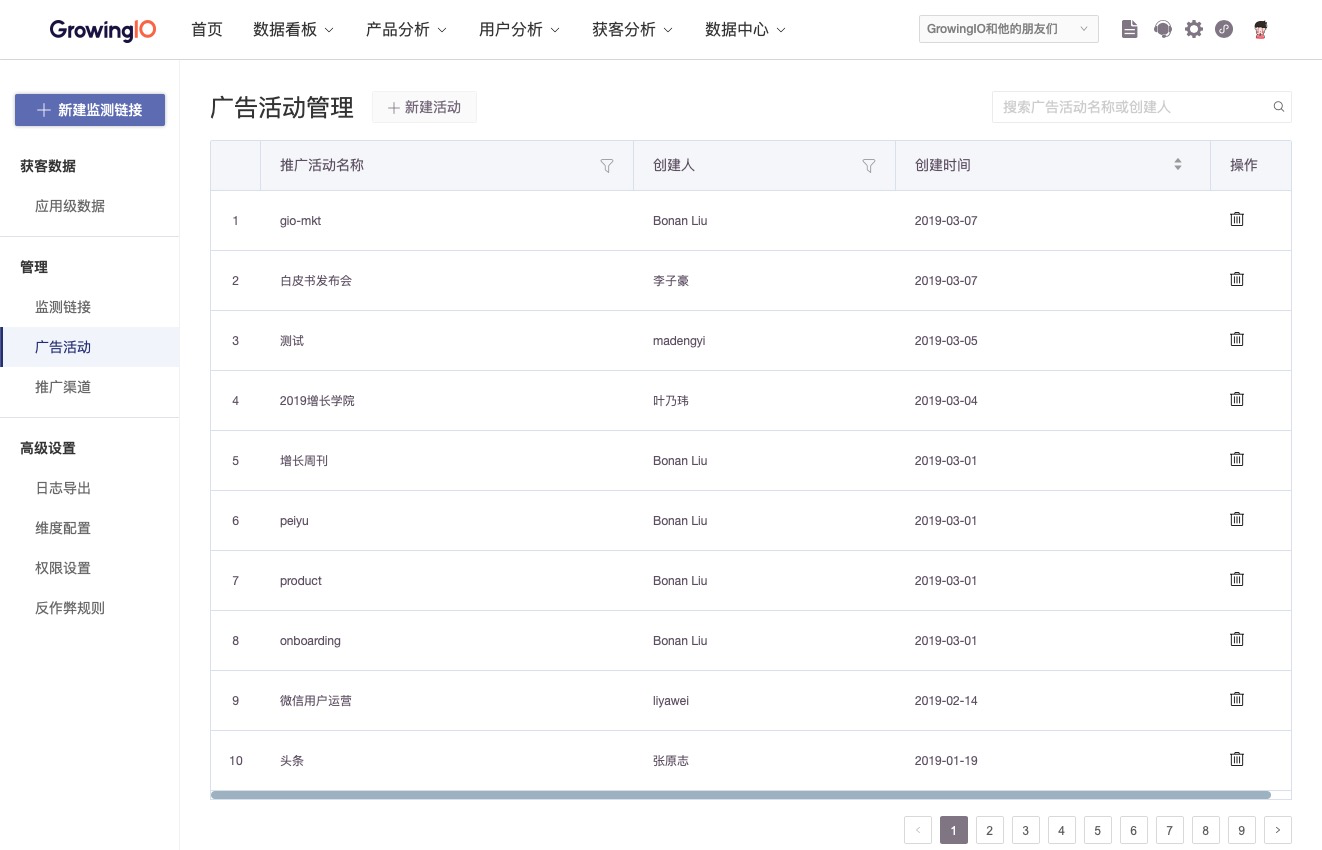 GrowingIO 首页 数据看板 产品分析 用户分析 获客分析 数据中心 GrowingIO和他的朋友们
新建监测链接
获客数据
应用级数据
管理
监测链接
广告活动
推广渠道
高级设置
日志导出
维度配置
权限设置
反作弊规则
广告活动管理 新建活动 搜索广告活动名称或创建人
推广活动名称 创建人 创建时间 操作
1 gio-mkt Bonan Liu 2019-03-07
2 白皮书发布会 李子豪 2019-03-07
3 测试 madengyi 2019-03-05
4 2019增长学院 叶乃玮 2019-03-04
5 增长周刊 Bonan Liu 2019-03-01
6 peiyu Bonan Liu 2019-03-01
7 product Bonan Liu 2019-03-01
8 onboarding Bonan Liu 2019-03-01
9 微信用户运营 liyawei 2019-02-14
10 头条 张原志 2019-01-19
1 2 3 4 5 6 7 8 9